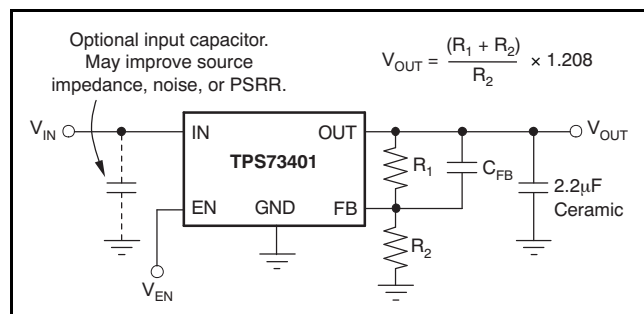 Optional input capacitor.
May improve source
impedance, noise, or PSRR.
V_OUT = (R_1 + R_2) / R_2 × 1.208
V_IN
IN
OUT
V_OUT
TPS73401
R_1
C_FB
2.2µF
Ceramic
EN
GND
FB
R_2
V_EN